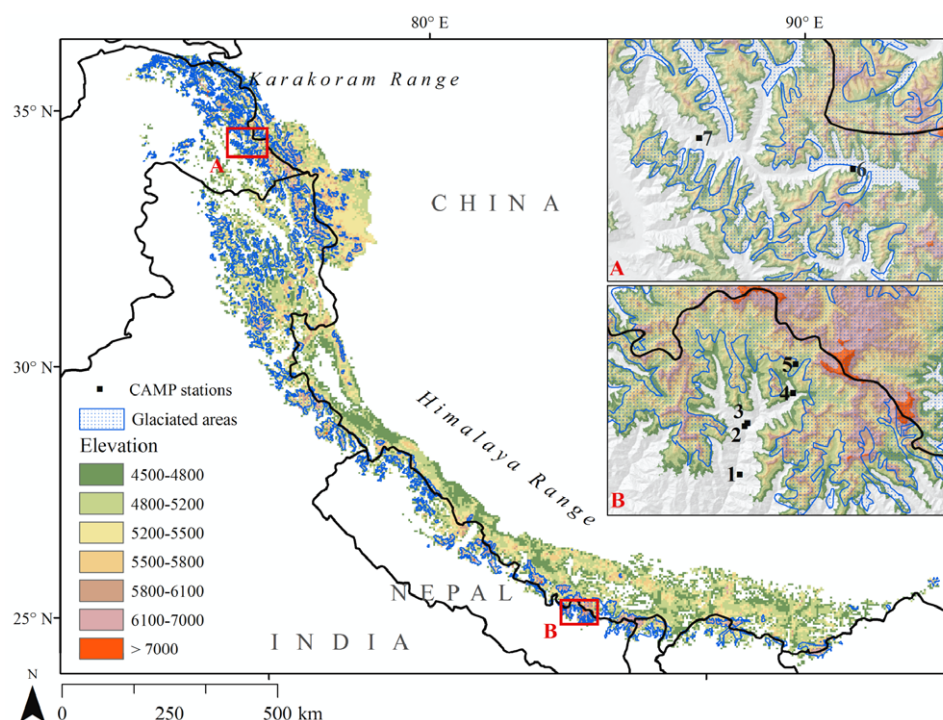 80° E
90° E
35° N
30° N
25° N
Karakoram Range
A
CHINA
Himalaya Range
NEPAL
B
INDIA
CAMP stations
Glaciated areas
Elevation
4500-4800
4800-5200
5200-5500
5500-5800
5800-6100
6100-7000
> 7000
N
0 250 500 km
7
6
A
5
4
3
2
1
B